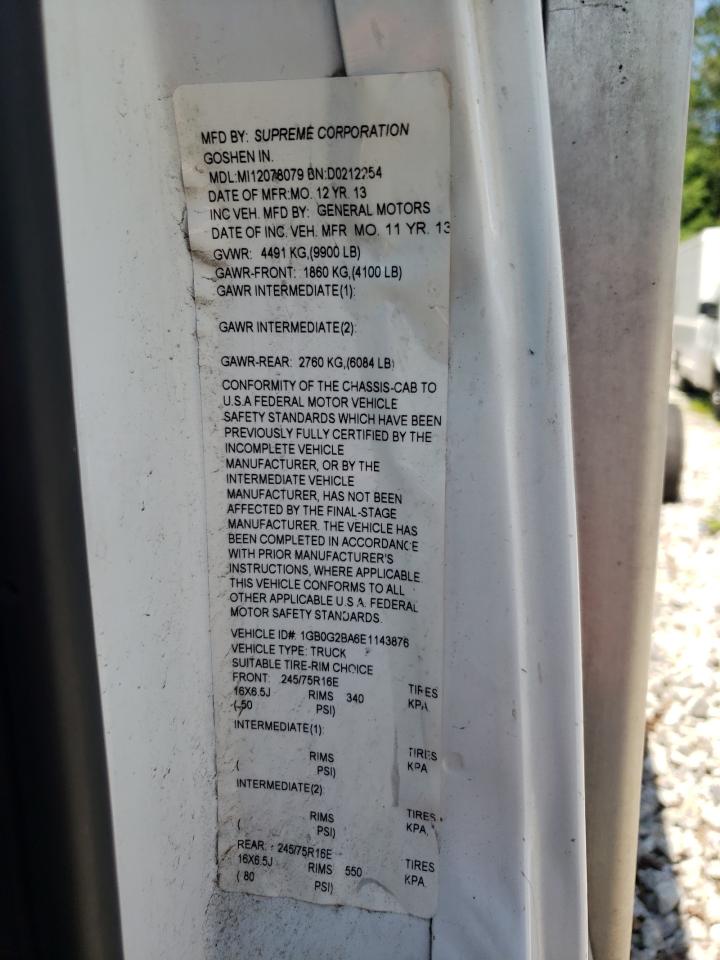 MFD BY: SUPREME CORPORATION
GOSHEN IN.
MDL:MI12078079 BN:D0212254
DATE OF MFR:MO. 12 YR. 13
INC VEH. MFD BY: GENERAL MOTORS
DATE OF INC. VEH. MFR MO. 11 YR. 13
GVWR: 4491 KG,(9900 LB)
GAWR-FRONT: 1860 KG,(4100 LB)
GAWR INTERMEDIATE(1):
GAWR INTERMEDIATE(2):
GAWR-REAR: 2760 KG,(6084 LB)
CONFORMITY OF THE CHASSIS-CAB TO
U.S.A FEDERAL MOTOR VEHICLE
SAFETY STANDARDS WHICH HAVE BEEN
PREVIOUSLY FULLY CERTIFIED BY THE
INCOMPLETE VEHICLE
MANUFACTURER, OR BY THE
INTERMEDIATE VEHICLE
MANUFACTURER, HAS NOT BEEN
AFFECTED BY THE FINAL-STAGE
MANUFACTURER. THE VEHICLE HAS
BEEN COMPLETED IN ACCORDANCE
WITH PRIOR MANUFACTURER'S
INSTRUCTIONS, WHERE APPLICABLE.
THIS VEHICLE CONFORMS TO ALL
OTHER APPLICABLE U.S.A. FEDERAL
MOTOR SAFETY STANDARDS.
VEHICLE ID#: 1GB0G2BA6E1143876
VEHICLE TYPE: TRUCK
SUITABLE TIRE-RIM CHOICE
FRONT: 245/75R16E TIRES
16X6.5J RIMS 340 KPA,
( 50 PSI)
INTERMEDIATE(1):
TIRES
RIMS KPA,
( PSI)
INTERMEDIATE(2):
TIRES
RIMS KPA,
( PSI)
REAR: 245/75R16E TIRES
16X6.5J RIMS 550 KPA,
( 80 PSI)